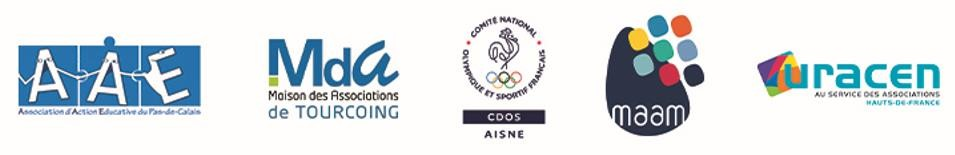 AAE
Association d'Action Educative du Pas-de-Calais
Mda
Maison des Associations
de TOURCOING
COMITÉ NATIONAL
OLYMPIQUE ET SPORTIF FRANÇAIS
CDOS
AISNE
maam
uracen
AU SERVICE DES ASSOCIATIONS
HAUTS-DE-FRANCE